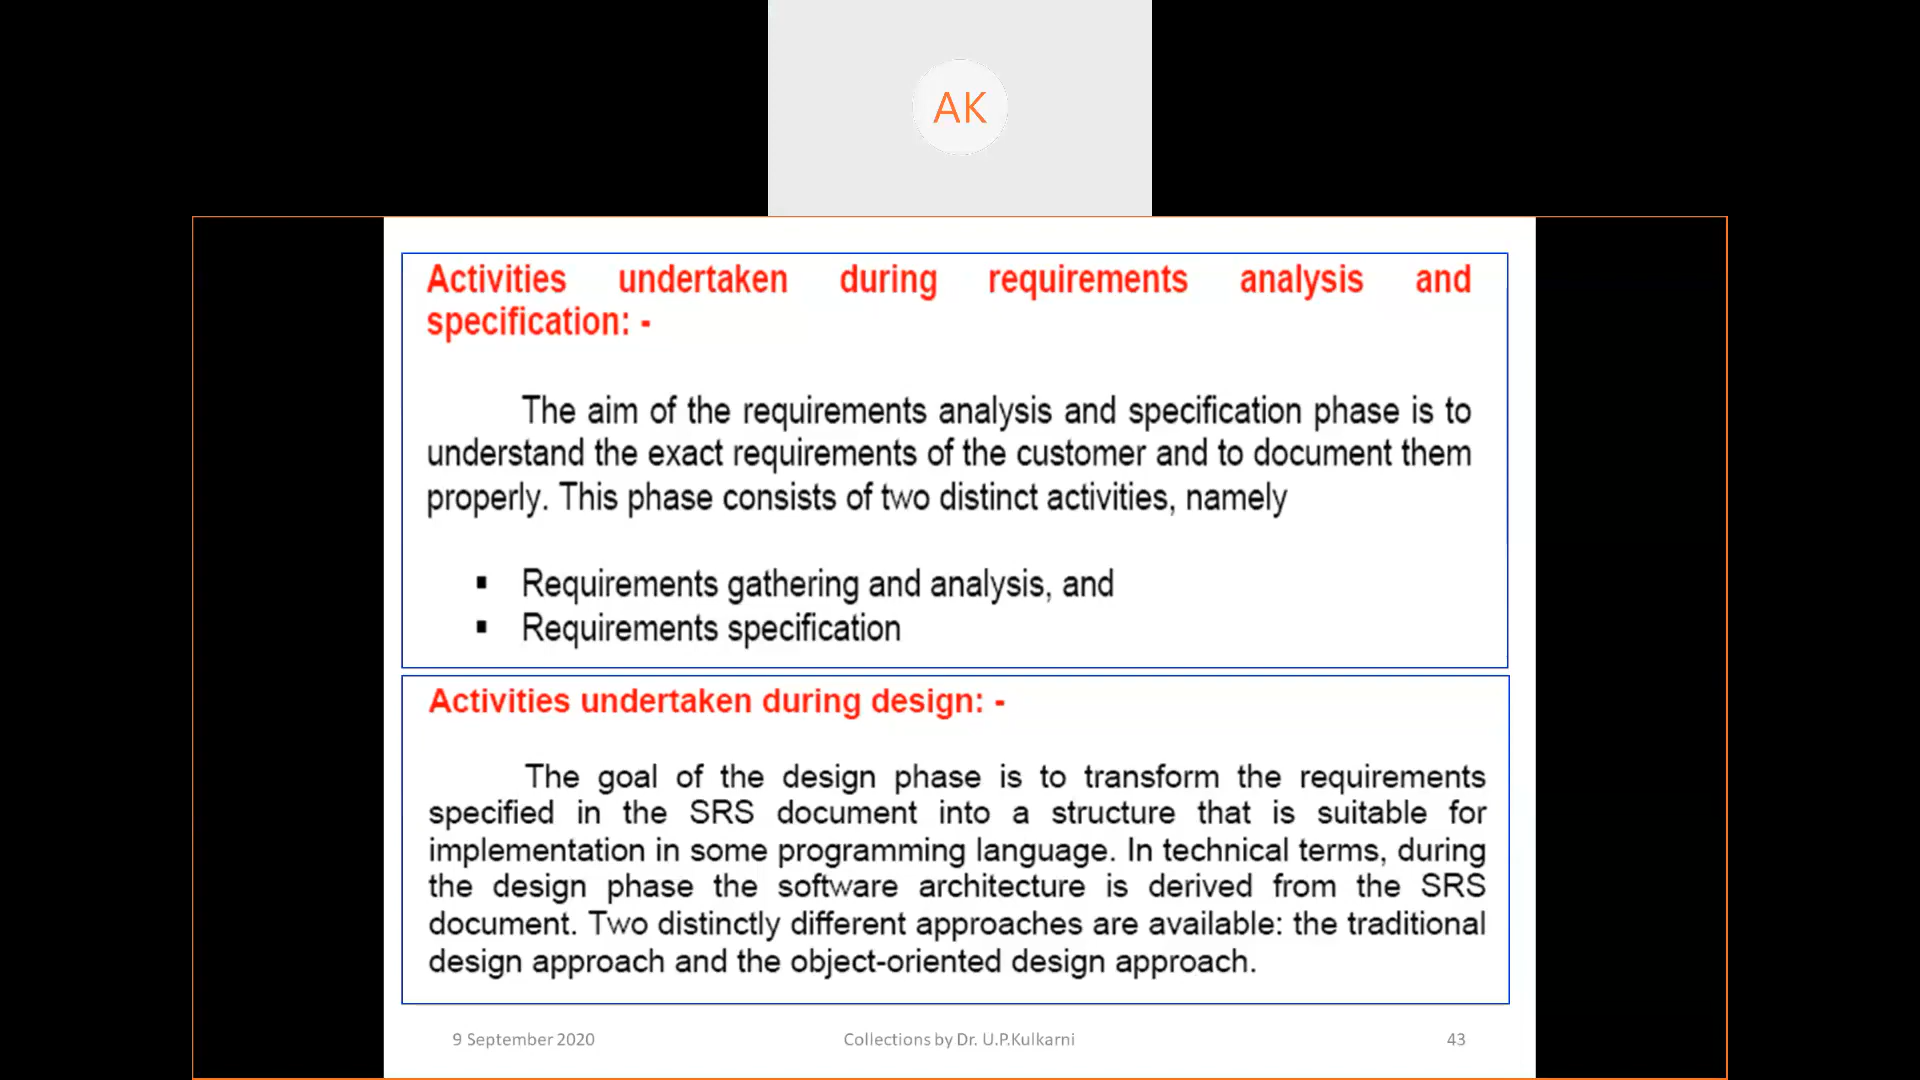 AK
Activities undertaken during requirements analysis and
specification: -
The aim of the requirements analysis and specification phase is to
understand the exact requirements of the customer and to document them
properly. This phase consists of two distinct activities, namely
▪ Requirements gathering and analysis, and
▪ Requirements specification
Activities undertaken during design: -
The goal of the design phase is to transform the requirements
specified in the SRS document into a structure that is suitable for
implementation in some programming language. In technical terms, during
the design phase the software architecture is derived from the SRS
document. Two distinctly different approaches are available: the traditional
design approach and the object-oriented design approach.
9 September 2020 Collections by Dr. U.P.Kulkarni 43